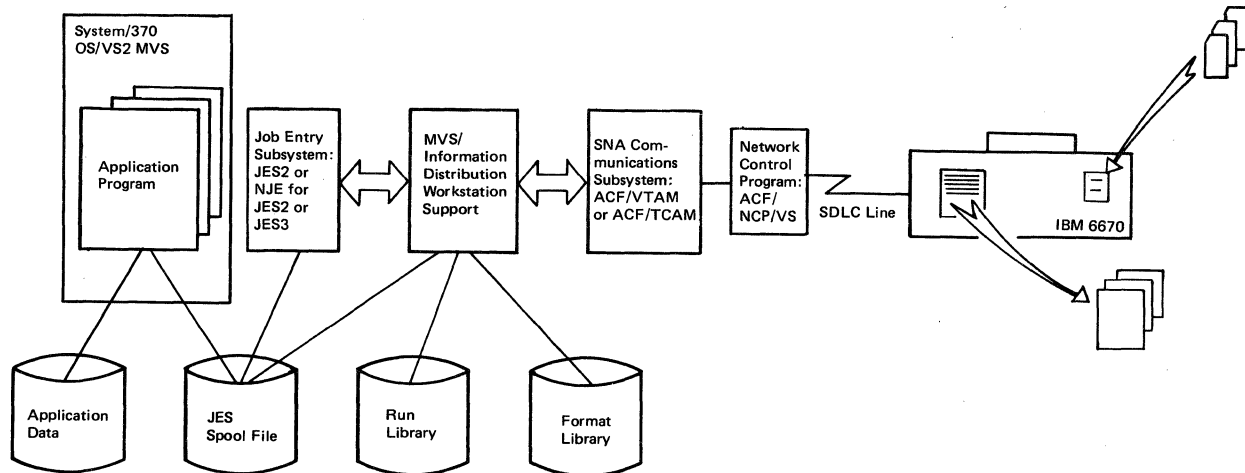 System/370
OS/VS2 MVS
Application
Program
Job Entry
Subsystem:
JES2 or
NJE for
JES2 or
JES3
MVS/
Information
Distribution
Workstation
Support
SNA Com-
munications
Subsystem:
ACF/VTAM
or ACF/TCAM
Network
Control
Program:
ACF/
NCP/VS
SDLC Line
IBM 6670
Application
Data
JES
Spool File
Run
Library
Format
Library